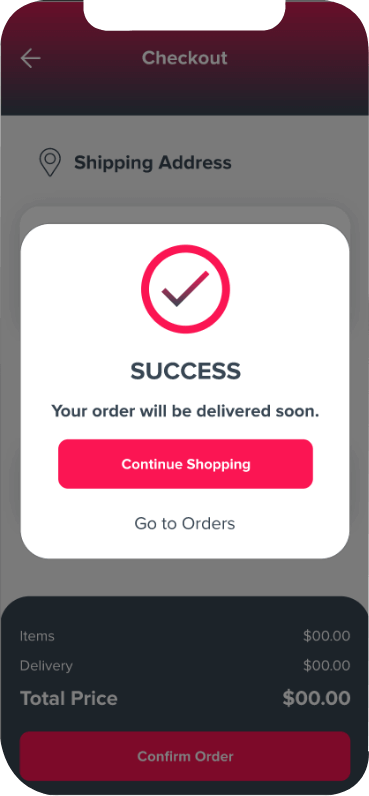 Checkout
Shipping Address
SUCCESS
Your order will be delivered soon.
Continue Shopping
Go to Orders
Items $00.00
Delivery $00.00
Total Price $00.00
Confirm Order